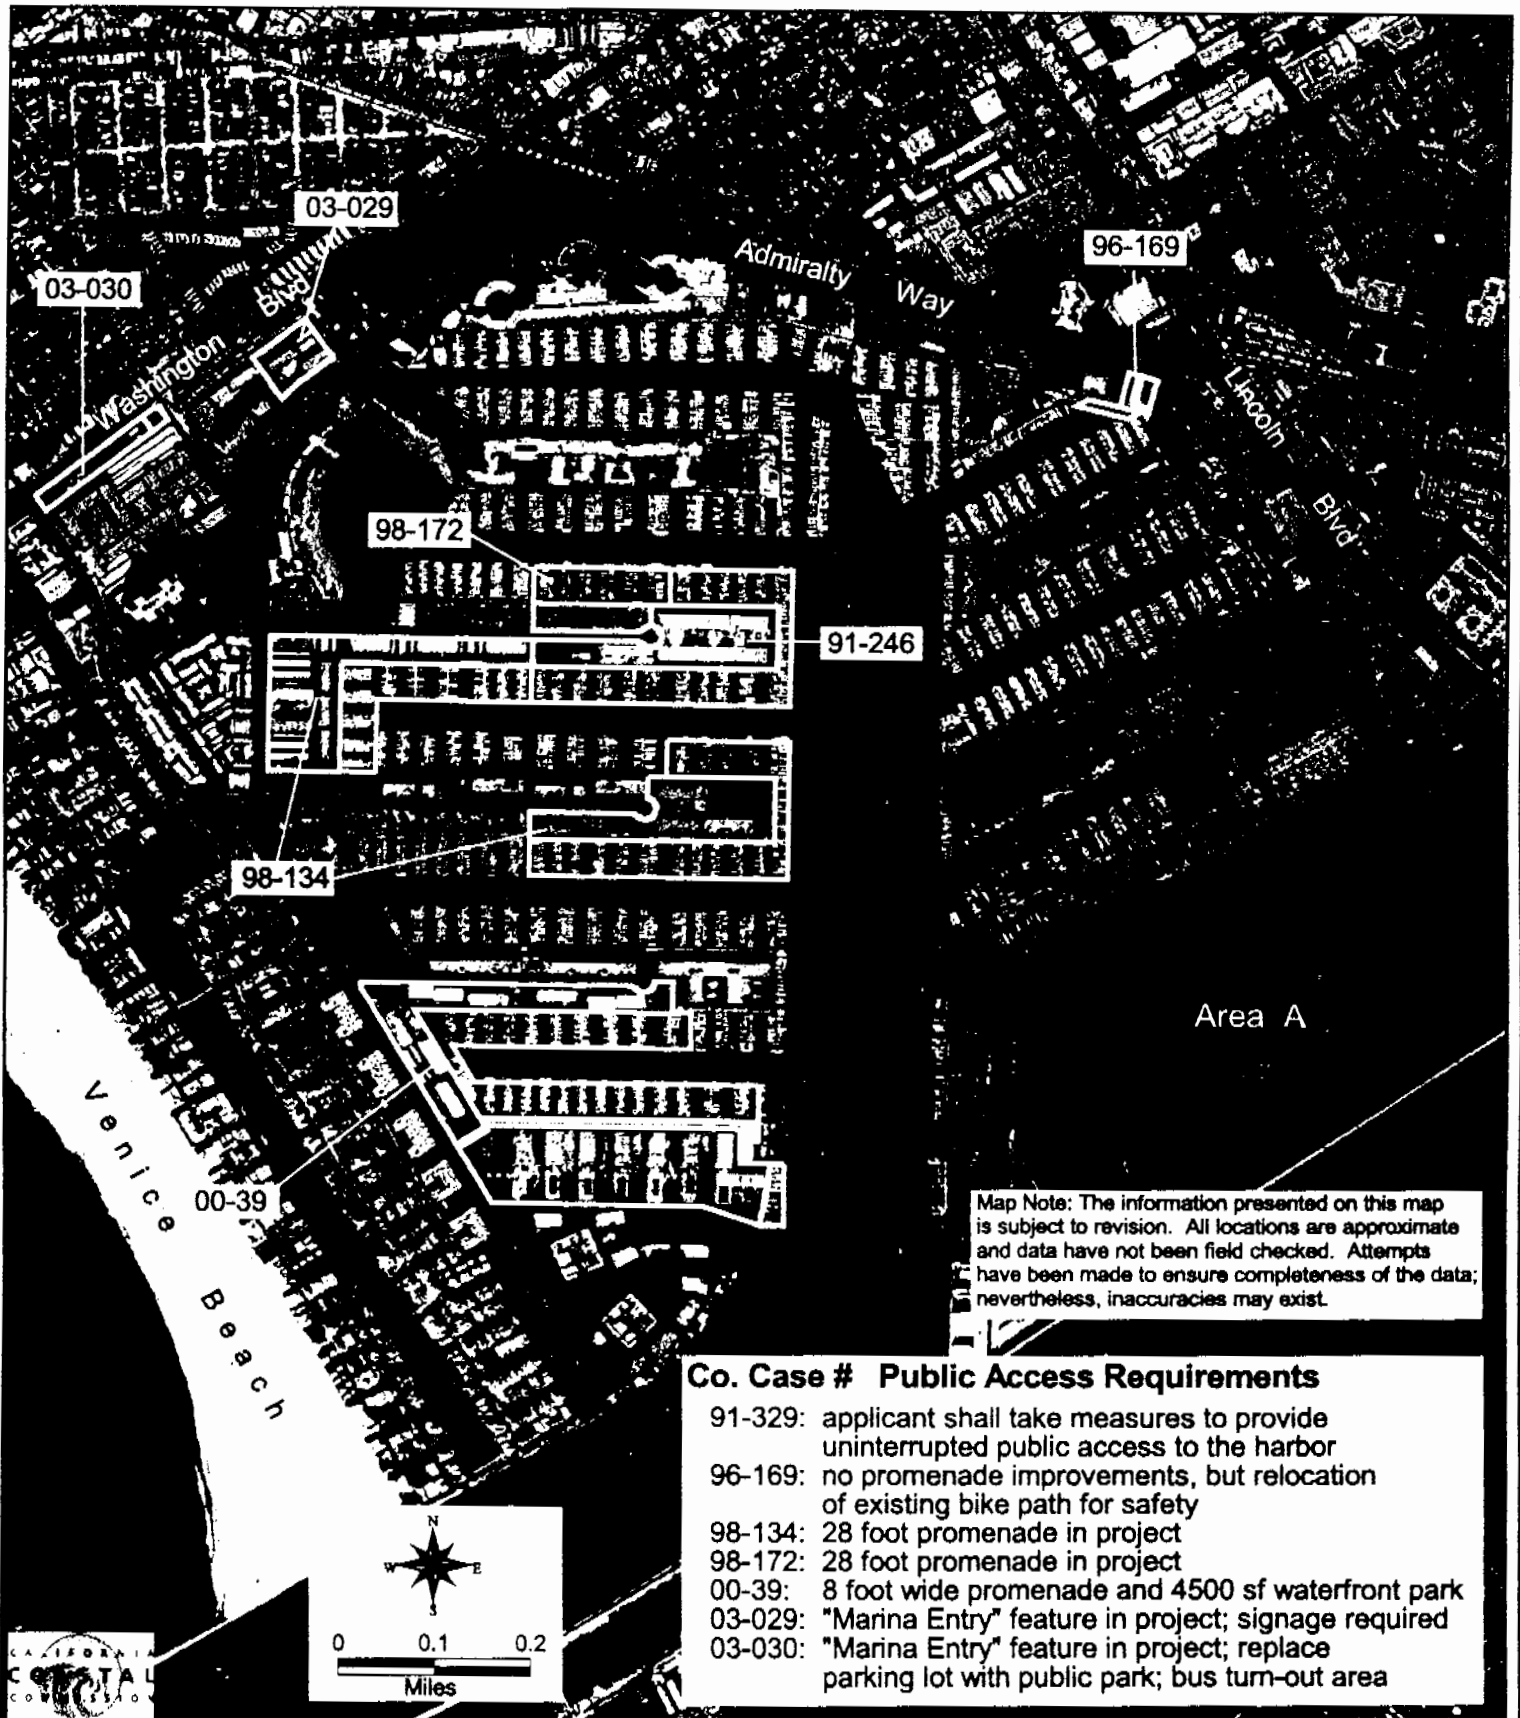 03-029
Admiralty Way
96-169
03-030
Washington Blvd
Lincoln Blvd
98-172
91-246
98-134
Area A
Venice Beach
00-39
Map Note: The information presented on this map
is subject to revision. All locations are approximate
and data have not been field checked. Attempts
have been made to ensure completeness of the data;
nevertheless, inaccuracies may exist.
Co. Case # Public Access Requirements
91-329: applicant shall take measures to provide
uninterrupted public access to the harbor
96-169: no promenade improvements, but relocation
of existing bike path for safety
98-134: 28 foot promenade in project
98-172: 28 foot promenade in project
00-39: 8 foot wide promenade and 4500 sf waterfront park
03-029: "Marina Entry" feature in project; signage required
03-030: "Marina Entry" feature in project; replace
parking lot with public park; bus turn-out area
N
W E
S
0 0.1 0.2
Miles
CALIFORNIA
COASTAL
COMMISSION